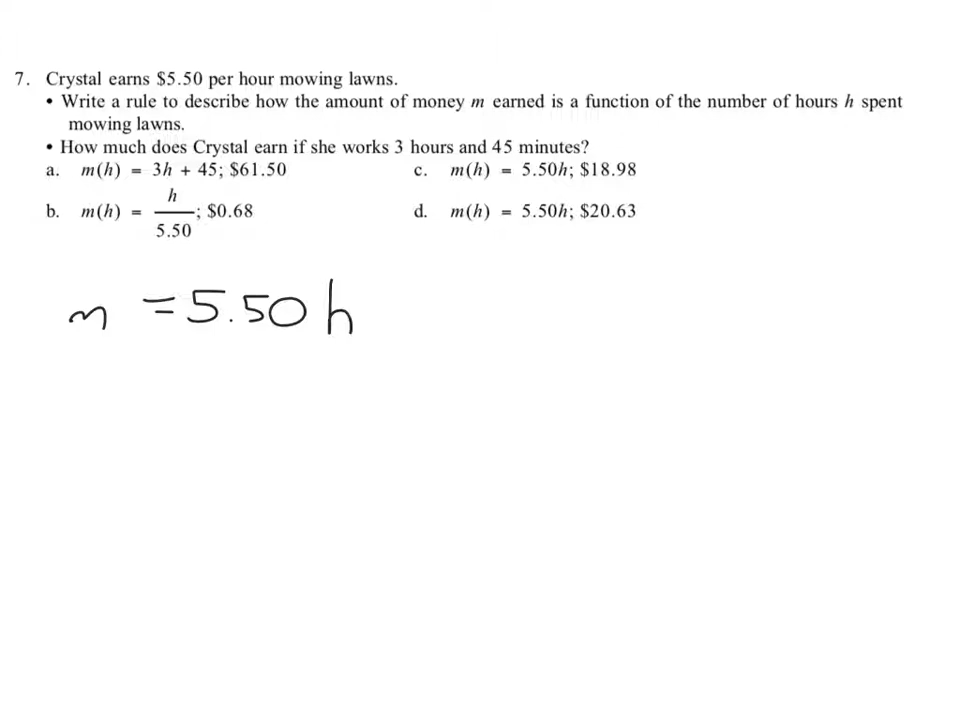 7. Crystal earns $5.50 per hour mowing lawns.
• Write a rule to describe how the amount of money m earned is a function of the number of hours h spent
mowing lawns.
• How much does Crystal earn if she works 3 hours and 45 minutes?
a. m(h) = 3h + 45; $61.50
b. m(h) = h/5.50; $0.68
c. m(h) = 5.50h; $18.98
d. m(h) = 5.50h; $20.63
m = 5.50 h